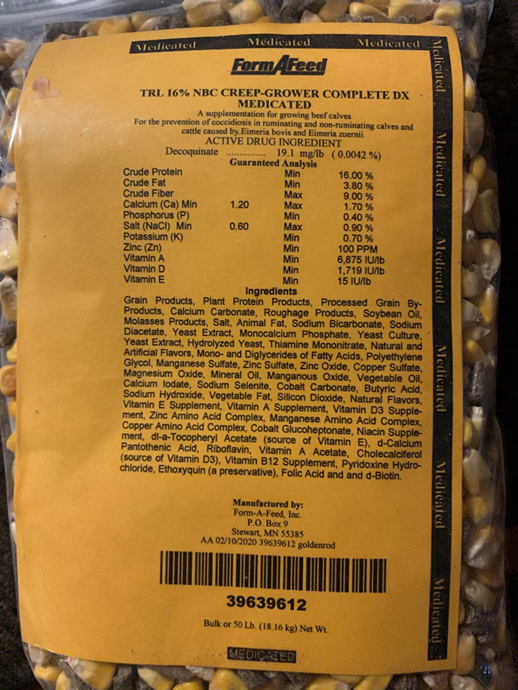 Medicated Medicated Medicated
FormAFeed
TRL 16% NBC CREEP-GROWER COMPLETE DX
MEDICATED
A supplementation for growing beef calves
For the prevention of coccidiosis in ruminating and non-ruminating calves and
cattle caused by Eimeria bovis and Eimeria zuernii.
ACTIVE DRUG INGREDIENT
Decoquinate .............. 19.1 mg/lb ( 0.0042 %)
Guaranteed Analysis
Crude Protein Min 16.00 %
Crude Fat Min 3.80 %
Crude Fiber Max 9.00 %
Calcium (Ca) Min 1.20 Max 1.70 %
Phosphorus (P) Min 0.40 %
Salt (NaCl) Min 0.60 Max 0.90 %
Potassium (K) Min 0.70 %
Zinc (Zn) Min 100 PPM
Vitamin A Min 6,875 IU/lb
Vitamin D Min 1,719 IU/lb
Vitamin E Min 15 IU/lb
Ingredients
Grain Products, Plant Protein Products, Processed Grain By-
Products, Calcium Carbonate, Roughage Products, Soybean Oil,
Molasses Products, Salt, Animal Fat, Sodium Bicarbonate, Sodium
Diacetate, Yeast Extract, Monocalcium Phosphate, Yeast Culture,
Yeast Extract, Hydrolyzed Yeast, Thiamine Mononitrate, Natural and
Artificial Flavors, Mono- and Diglycerides of Fatty Acids, Polyethylene
Glycol, Manganese Sulfate, Zinc Sulfate, Zinc Oxide, Copper Sulfate,
Magnesium Oxide, Mineral Oil, Manganous Oxide, Vegetable Oil,
Calcium Iodate, Sodium Selenite, Cobalt Carbonate, Butyric Acid,
Sodium Hydroxide, Vegetable Fat, Silicon Dioxide, Natural Flavors,
Vitamin E Supplement, Vitamin A Supplement, Vitamin D3 Supple-
ment, Zinc Amino Acid Complex, Manganese Amino Acid Complex,
Copper Amino Acid Complex, Cobalt Glucoheptonate, Niacin Supple-
ment, dl-a-Tocopheryl Acetate (source of Vitamin E), d-Calcium
Pantothenic Acid, Riboflavin, Vitamin A Acetate, Cholecalciferol
(source of Vitamin D3), Vitamin B12 Supplement, Pyridoxine Hydro-
chloride, Ethoxyquin (a preservative), Folic Acid and and d-Biotin.
Manufactured by:
Form-A-Feed, Inc.
P.O. Box 9
Stewart, MN 55385
AA 02/10/2020 39639612 goldenrod
39639612
Bulk or 50 Lb. (18.16 kg) Net Wt.
MEDICATED
Medicated
Medicated
Medicated
Medicated
Medicated
Medicated